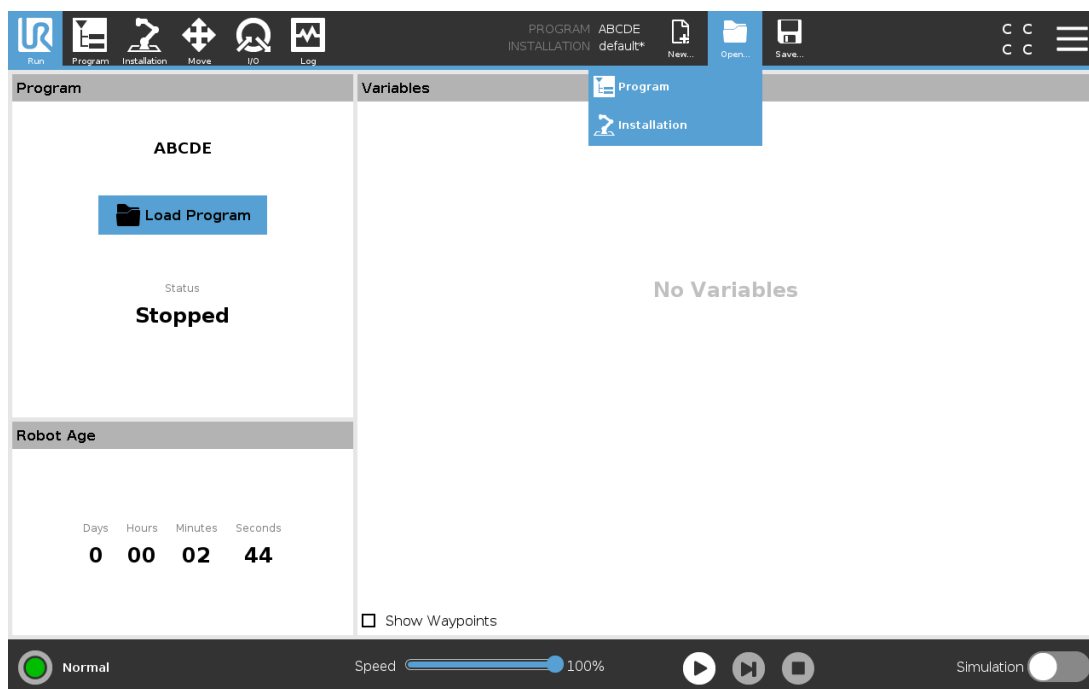 UR
Run
Program
Installation
Move
I/O
Log
PROGRAM ABCDE
INSTALLATION default*
New...
Open...
Save...
C C
C C
Program
Variables
Program
Installation
ABCDE
Load Program
Status
Stopped
No Variables
Robot Age
Days Hours Minutes Seconds
0 00 02 44
Show Waypoints
Normal
Speed 100%
Simulation